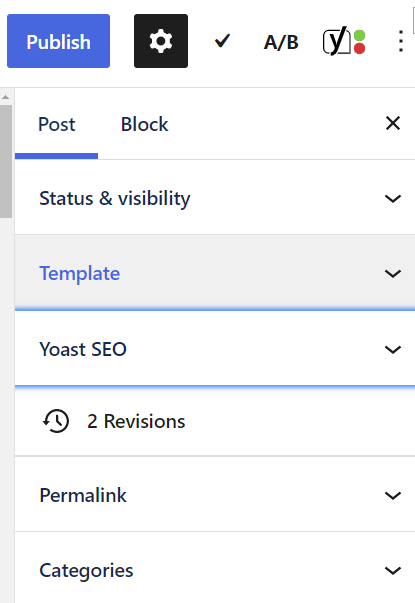 Publish A/B y
Post Block
Status & visibility
Template
Yoast SEO
2 Revisions
Permalink
Categories